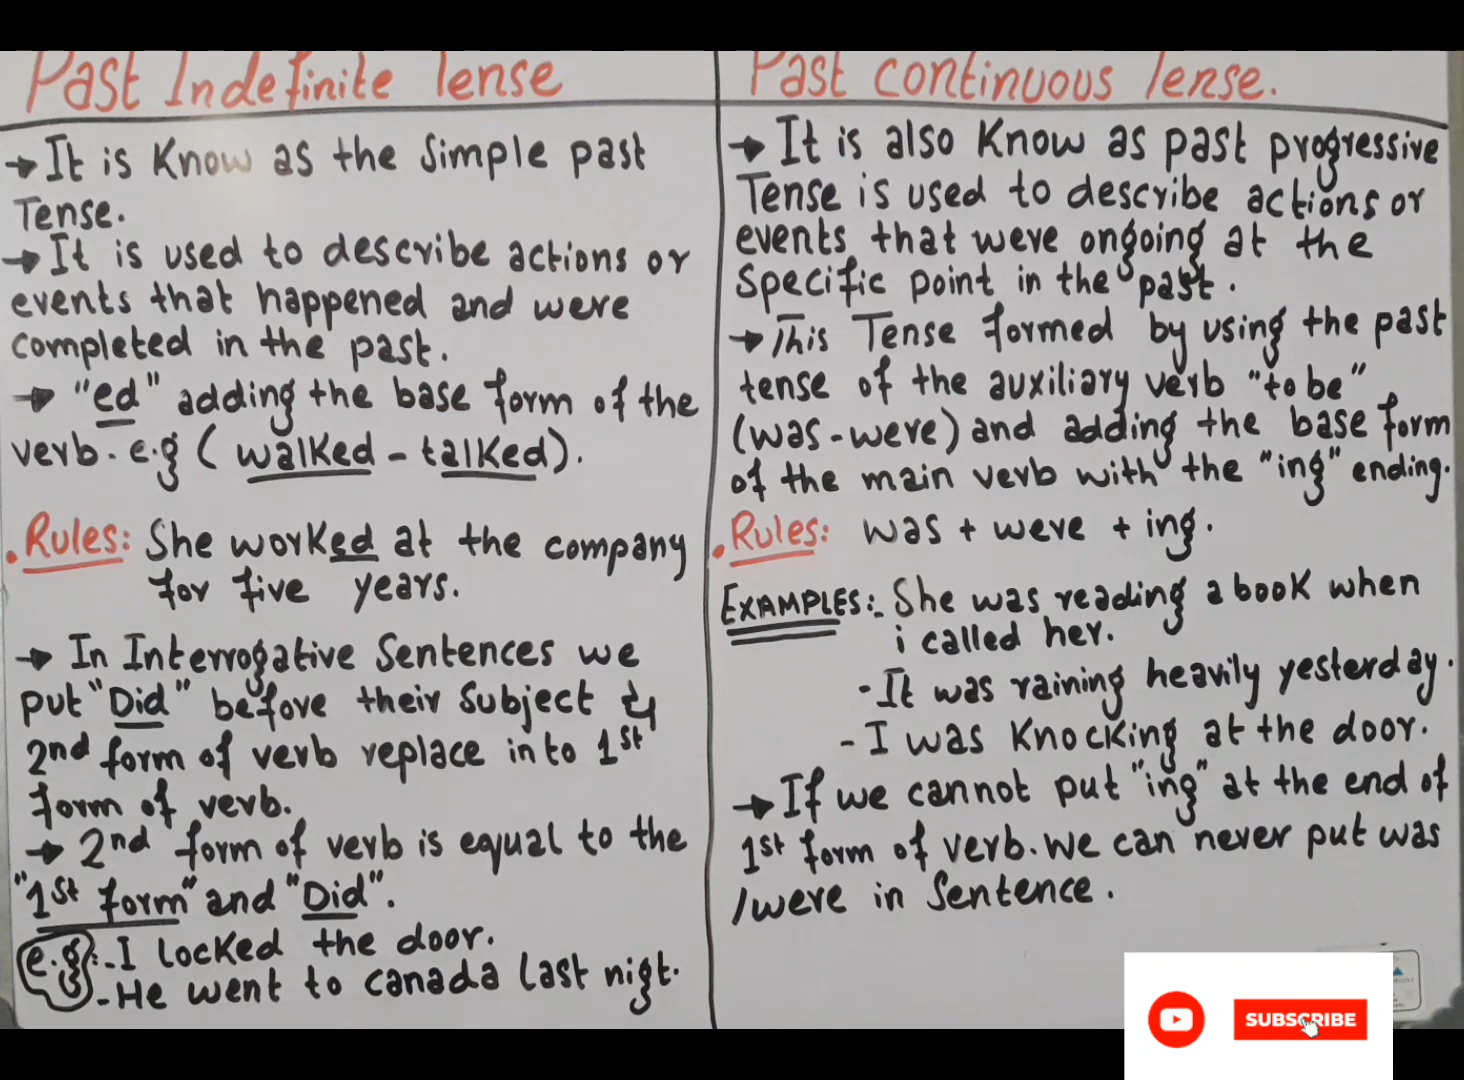 Past Indefinite Tense
→ It is Know as the Simple past
Tense.
→ It is used to describe actions or
events that happened and were
completed in the past.
→ "ed" adding the base form of the
verb. e.g ( walked - talked).
. Rules: She worked at the company
for five years.
→ In Interrogative Sentences we
put "Did" before their Subject &
2nd form of verb replace into 1st
form of verb.
→ 2nd form of verb is equal to the
"1st form" and "Did".
e.g:- I locked the door.
- He went to canada last nigt.
Past continuous Tense.
→ It is also Know as past progressive
Tense is used to describe actions or
events that were ongoing at the
Specific point in the past.
→ This Tense formed by using the past
tense of the auxiliary verb "to be"
(was - were) and adding the base form
of the main verb with the "ing" ending.
. Rules: was + were + ing.
EXAMPLES:- She was reading a book when
i called her.
- It was raining heavily yesterday.
- I was Knocking at the door.
→ If we cannot put "ing" at the end of
1st form of verb. We can never put was
/were in Sentence.
SUBSCRIBE